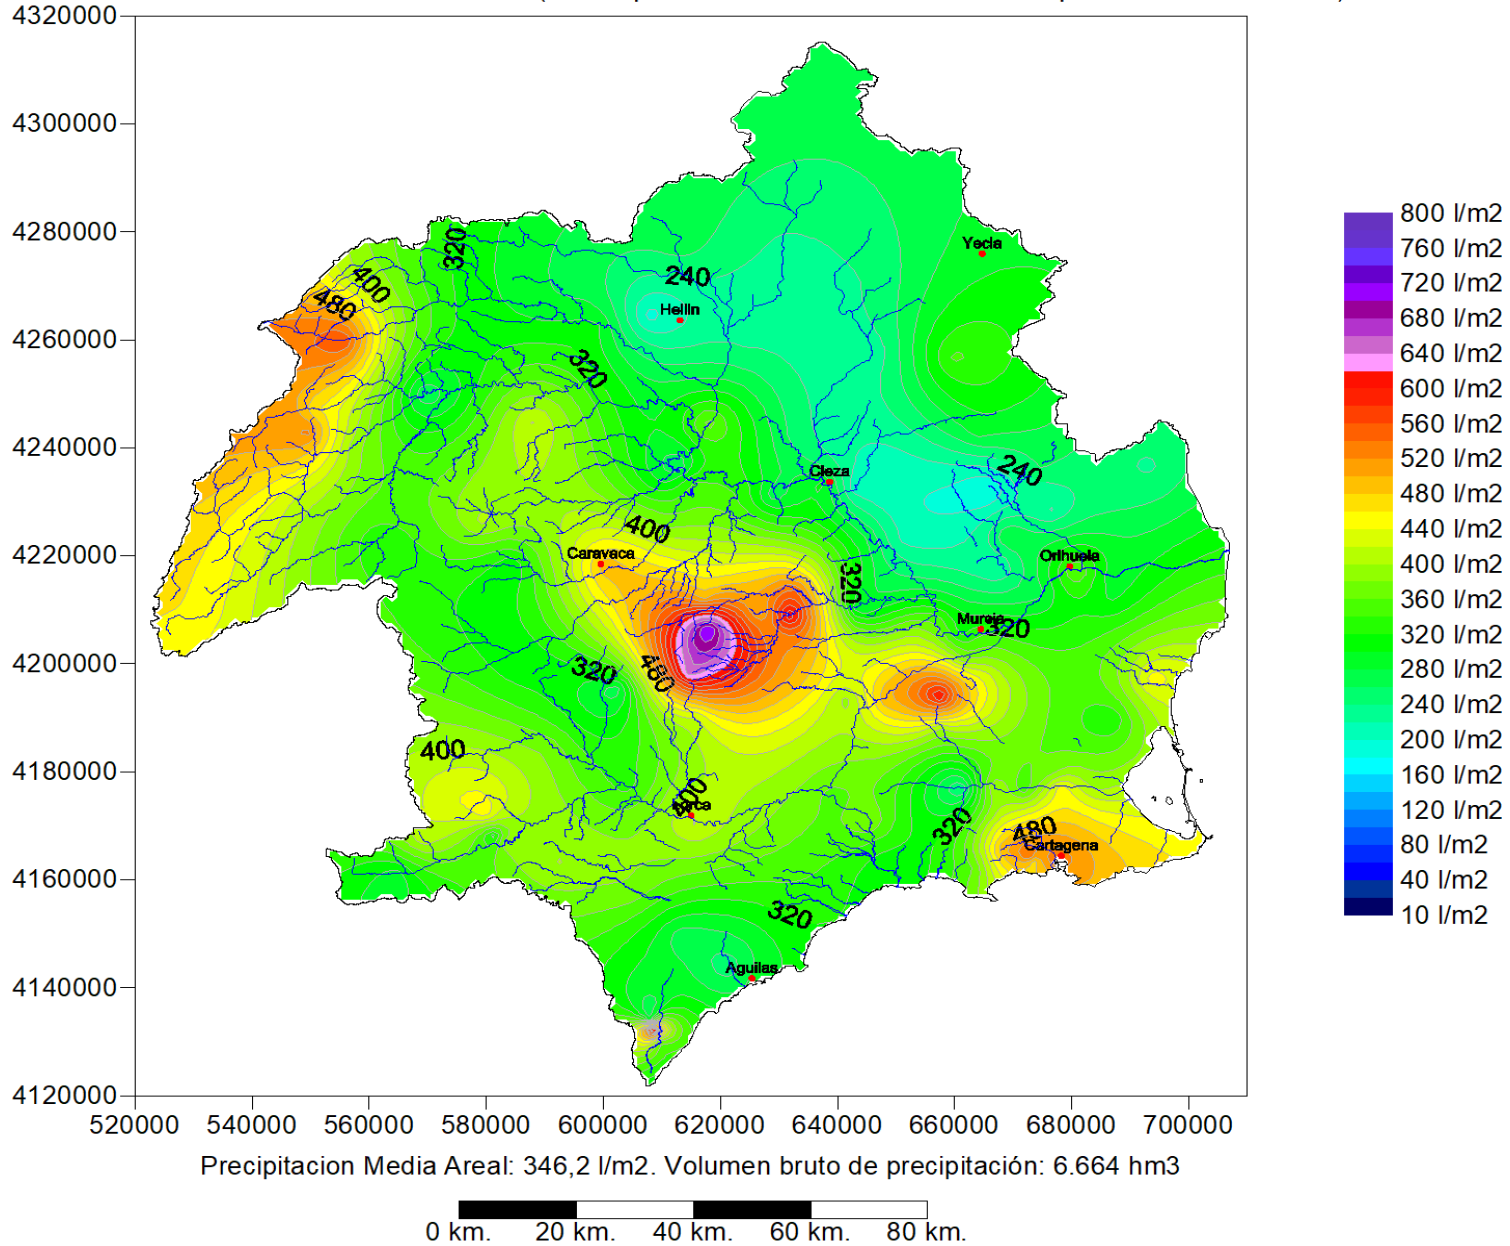 4320000
4300000
4280000
4260000
4240000
4220000
4200000
4180000
4160000
4140000
4120000
520000 540000 560000 580000 600000 620000 640000 660000 680000 700000
Yecla
320
400
480
240
Hellin
320
Cieza
240
400
Caravaca
Orihuela
320
Murcia
320
320
480
400
400
Lorca
320
480
Cartagena
320
Aguilas
800 l/m2
760 l/m2
720 l/m2
680 l/m2
640 l/m2
600 l/m2
560 l/m2
520 l/m2
480 l/m2
440 l/m2
400 l/m2
360 l/m2
320 l/m2
280 l/m2
240 l/m2
200 l/m2
160 l/m2
120 l/m2
80 l/m2
40 l/m2
10 l/m2
Precipitacion Media Areal: 346,2 l/m2. Volumen bruto de precipitación: 6.664 hm3
0 km. 20 km. 40 km. 60 km. 80 km.